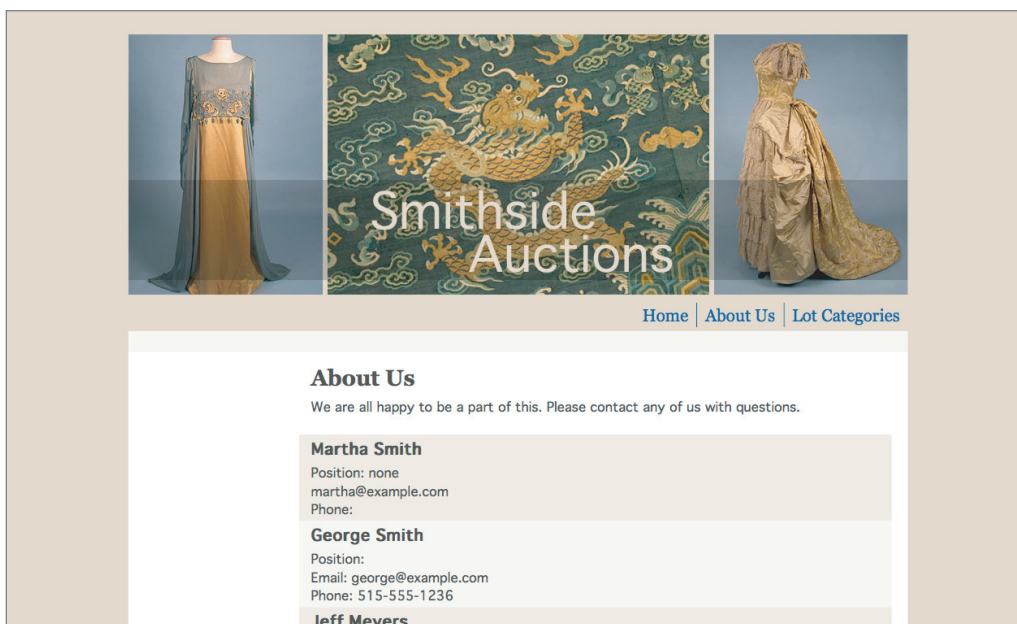 Smithside
Auctions
Home About Us Lot Categories
About Us
We are all happy to be a part of this. Please contact any of us with questions.
Martha Smith
Position: none
martha@example.com
Phone:
George Smith
Position:
Email: george@example.com
Phone: 515-555-1236
Jeff Meyers